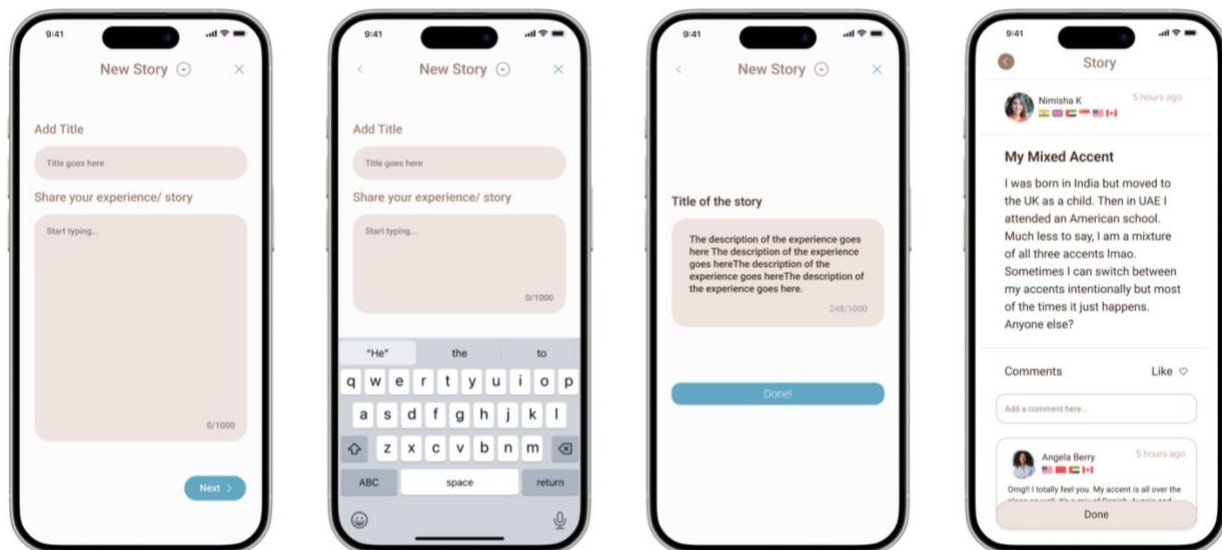 9:41
New Story
Add Title
Title goes here
Share your experience/ story
Start typing...
0/1000
Next >
9:41
New Story
Add Title
Title goes here
Share your experience/ story
Start typing...
0/1000
"He" the to
q w e r t y u i o p
a s d f g h j k l
z x c v b n m
ABC space return
9:41
New Story
Title of the story
The description of the experience goes
here The description of the experience
goes hereThe description of the
experience goes hereThe description of
the experience goes here.
248/1000
Done!
9:41
Story
Nimisha K 5 hours ago
My Mixed Accent
I was born in India but moved to
the UK as a child. Then in UAE I
attended an American school.
Much less to say, I am a mixture
of all three accents lmao.
Sometimes I can switch between
my accents intentionally but most
of the times it just happens.
Anyone else?
Comments Like
Add a comment here...
Angela Berry 5 hours ago
Omg!! I totally feel you. My accent is all over the
Done